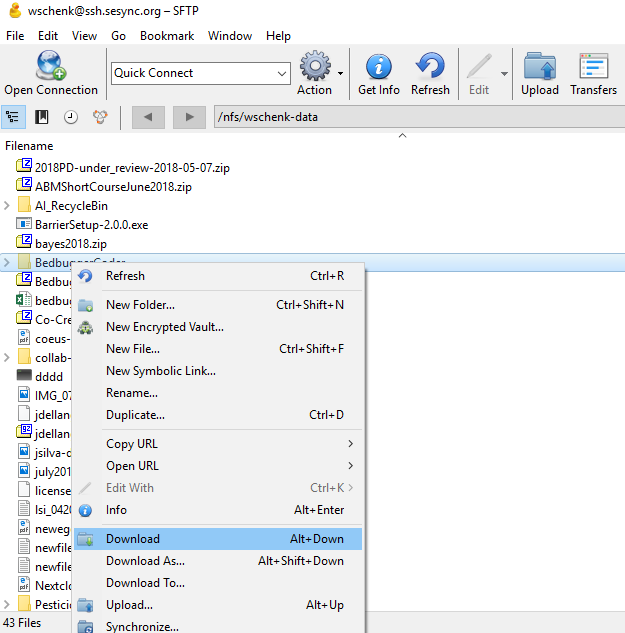 wschenk@ssh.sesync.org – SFTP
File Edit View Go Bookmark Window Help
Open Connection Quick Connect Action Get Info Refresh Edit Upload Transfers
/nfs/wschenk-data
Filename
2018PD-under_review-2018-05-07.zip
ABMShortCourseJune2018.zip
AI_RecycleBin
BarrierSetup-2.0.0.exe
bayes2018.zip
Refresh Ctrl+R
Bedbu
New Folder... Ctrl+Shift+N
bedbu
New Encrypted Vault...
Co-Cre
New File... Ctrl+Shift+F
coeus-
New Symbolic Link...
collab-
Rename...
dddd
IMG_07
Duplicate... Ctrl+D
jdellan
jdellan
Copy URL
jsilva-d
Open URL
july201
Edit With Ctrl+K
license
Info Alt+Enter
lsi_042
neweg
Download Alt+Down
newfile
Download As... Alt+Shift+Down
newfile
Download To...
Nextclo
Pestici
Upload... Alt+Up
43 Files
Synchronize...